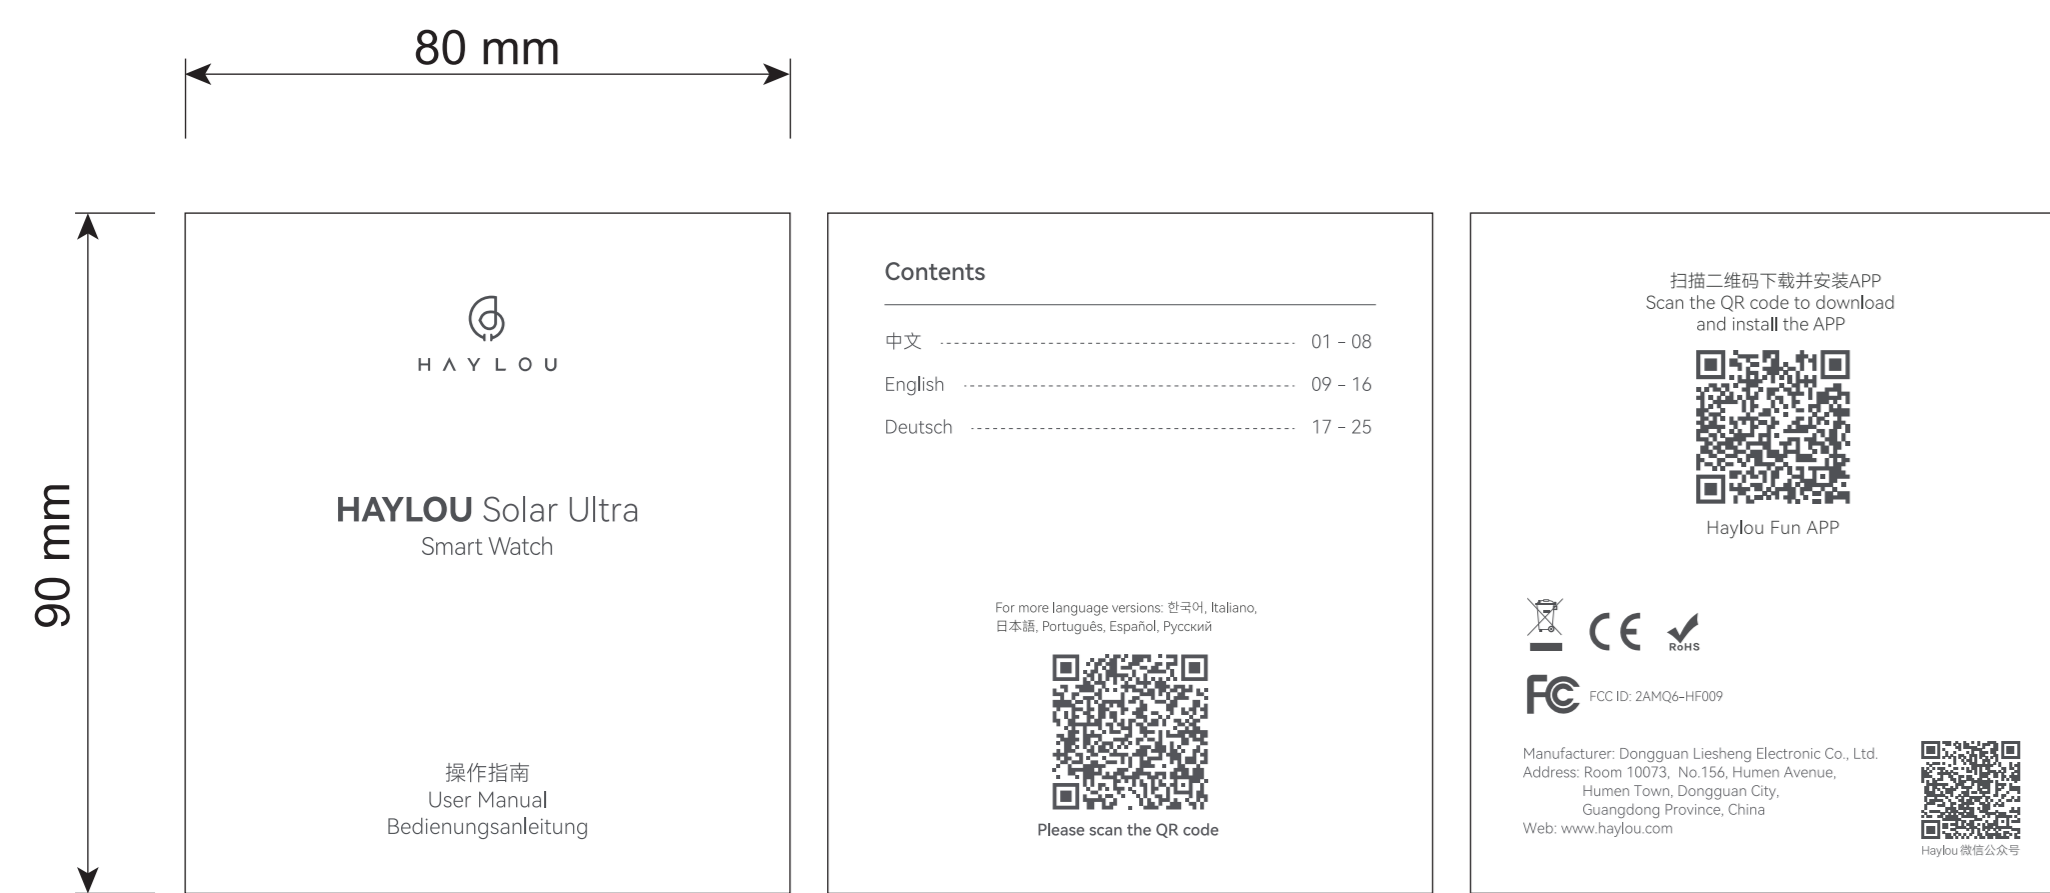 80 mm
90 mm
HAYLOU
HAYLOU Solar Ultra
Smart Watch
操作指南
User Manual
Bedienungsanleitung
Contents
中文 01 - 08
English 09 - 16
Deutsch 17 - 25
For more language versions: 한국어, Italiano,
日本語, Português, Español, Русский
Please scan the QR code
扫描二维码下载并安装APP
Scan the QR code to download
and install the APP
Haylou Fun APP
CE
RoHS
FC
FCC ID: 2AMQ6-HF009
Manufacturer: Dongguan Liesheng Electronic Co., Ltd.
Address: Room 10073, No.156, Humen Avenue,
Humen Town, Dongguan City,
Guangdong Province, China
Web: www.haylou.com
Haylou 微信公众号